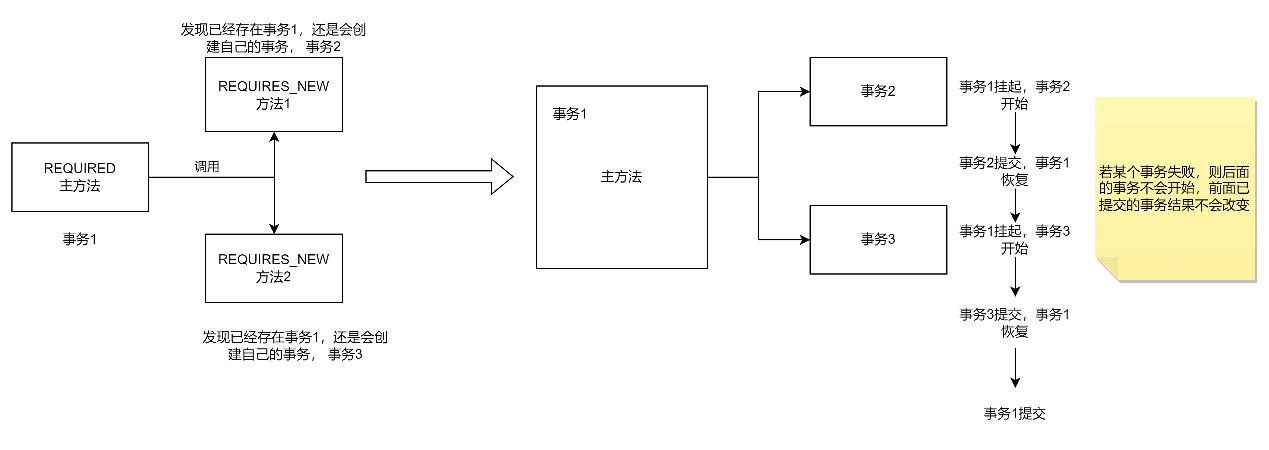 发现已经存在事务1，还是会创
建自己的事务， 事务2
REQUIRES_NEW
方法1
REQUIRED
主方法
调用
事务1
REQUIRES_NEW
方法2
发现已经存在事务1，还是会创
建自己的事务， 事务3
事务1
主方法
事务2
事务3
事务1挂起，事务2
开始
事务2提交，事务1
恢复
事务1挂起，事务3
开始
事务3提交，事务1
恢复
事务1提交
若某个事务失败，则后面
的事务不会开始，前面已
提交的事务结果不会改变